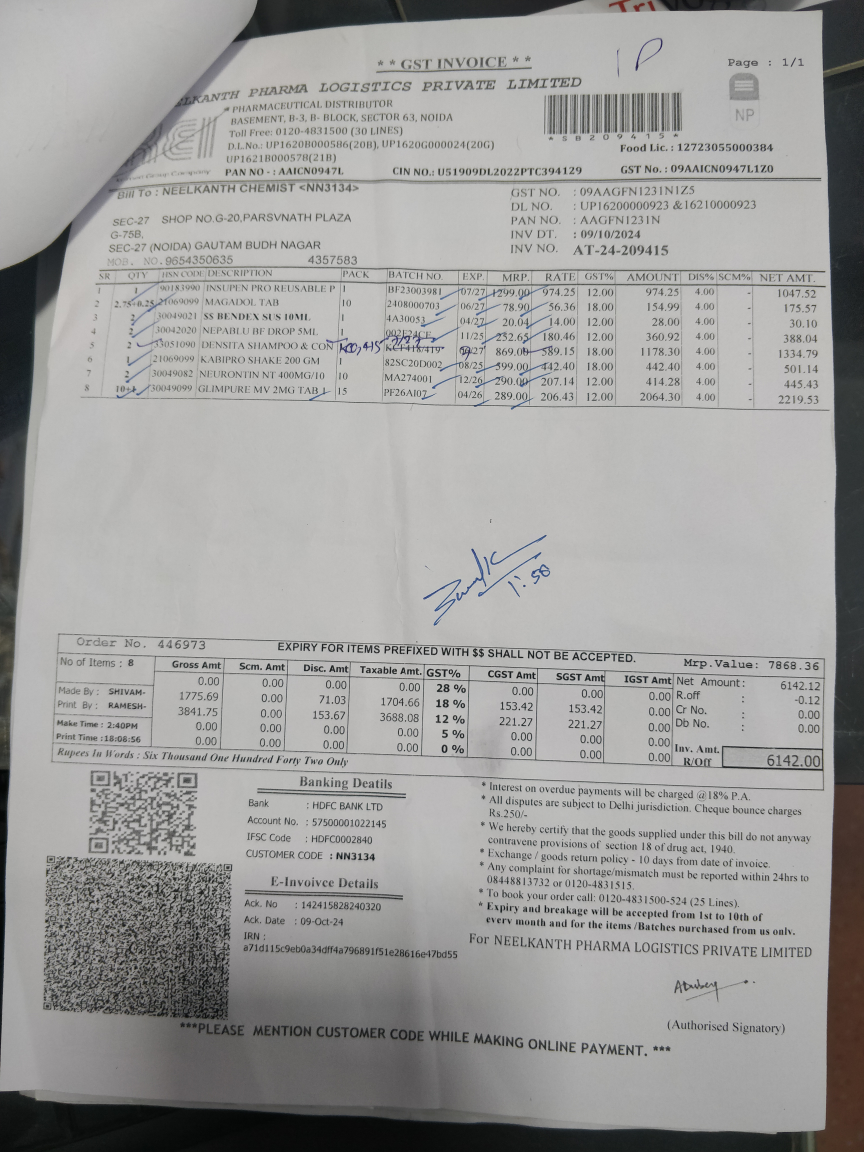 ** GST INVOICE **
IP
Page : 1/1
ELKANTH PHARMA LOGISTICS PRIVATE LIMITED
* PHARMACEUTICAL DISTRIBUTOR
BASEMENT, B-3, B- BLOCK, SECTOR 63, NOIDA
Toll Free: 0120-4831500 (30 LINES)
D.L.No.: UP1620B000586(20B), UP1620G000024(20G)
UP1621B000578(21B)
*5B209415*
NP
Food Lic. : 12723055000384
PAN NO- : AAICN0947L CIN NO.: U51909DL2022PTC394129 GST No. : 09AAICN0947L1Z0
Bill To : NEELKANTH CHEMIST <NN3134>
SEC-27 SHOP NO.G-20,PARSVNATH PLAZA
G-75B,
SEC-27 (NOIDA) GAUTAM BUDH NAGAR
MOB. NO.9654350635 4357583
GST NO. : 09AAGFN1231N1Z5
DL NO. : UP16200000923 &16210000923
PAN NO. : AAGFN1231N
INV DT. : 09/10/2024
INV NO. AT-24-209415
SR QTY HSN CODE DESCRIPTION PACK BATCH NO. EXP. MRP. RATE GST% AMOUNT DIS% SCM% NET AMT.
1 1 90183990 INSUPEN PRO REUSABLE P 1 BF23003981 07/27 1299.00 974.25 12.00 974.25 4.00 - 1047.52
2 2.75+0.25 21069099 MAGADOL TAB 10 2408000703 06/27 78.90 56.36 18.00 154.99 4.00 - 175.57
3 2 30049021 SS BENDEX SUS 10ML 1 4A30053 04/27 20.04 14.00 12.00 28.00 4.00 - 30.10
4 2 30042020 NEPABLU BF DROP 5ML 1 11/25 232.65 180.46 12.00 360.92 4.00 - 388.04
5 2 33051090 DENSITA SHAMPOO & CON /27 869.00 589.15 18.00 1178.30 4.00 - 1334.79
6 1 21069099 KABIPRO SHAKE 200 GM 1 82SC20D002 08/25 599.00 442.40 18.00 442.40 4.00 - 501.14
7 2 30049082 NEURONTIN NT 400MG/10 10 MA274001 12/26 290.00 207.14 12.00 414.28 4.00 - 445.43
8 10+1 30049099 GLIMPURE MV 2MG TAB 1 15 PF26AI07 04/26 289.00 206.43 12.00 2064.30 4.00 - 2219.53
1:50
Order No. 446973 EXPIRY FOR ITEMS PREFIXED WITH $$ SHALL NOT BE ACCEPTED. Mrp.Value: 7868.36
No of Items : 8 Gross Amt Scm. Amt Disc. Amt Taxable Amt. GST% CGST Amt SGST Amt IGST Amt
0.00 0.00 0.00 0.00 28 % 0.00 0.00 0.00
Made By : SHIVAM- 1775.69 0.00 71.03 1704.66 18 % 153.42 153.42 0.00
Print By : RAMESH- 3841.75 0.00 153.67 3688.08 12 % 221.27 221.27 0.00
Make Time : 2:40PM 0.00 0.00 0.00 0.00 5 % 0.00 0.00 0.00
Print Time :18:08:56 0.00 0.00 0.00 0.00 0 % 0.00 0.00 0.00
Net Amount : 6142.12
R.off : -0.12
Cr No. : 0.00
Db No. : 0.00
Inv. Amt. R/Off 6142.00
Rupees In Words : Six Thousand One Hundred Forty Two Only
Banking Deatils
Bank : HDFC BANK LTD
Account No. : 57500001022145
IFSC Code : HDFC0002840
CUSTOMER CODE : NN3134
E-Invoivce Details
Ack. No : 142415828240320
Ack. Date : 09-Oct-24
IRN :
a71d115c9eb0a34dff4a796891f51e28616e47bd55
* Interest on overdue payments will be charged @18% P.A.
* All disputes are subject to Delhi jurisdiction. Cheque bounce charges
Rs.250/-
* We hereby certify that the goods supplied under this bill do not anyway
contravene provisions of section 18 of drug act, 1940.
* Exchange / goods return policy - 10 days from date of invoice.
* Any complaint for shortage/mismatch must be reported within 24hrs to
08448813732 or 0120-4831515.
* To book your order call: 0120-4831500-524 (25 Lines).
* Expiry and breakage will be accepted from 1st to 10th of
every month and for the items /Batches purchased from us only.
For NEELKANTH PHARMA LOGISTICS PRIVATE LIMITED
(Authorised Signatory)
***PLEASE MENTION CUSTOMER CODE WHILE MAKING ONLINE PAYMENT. ***